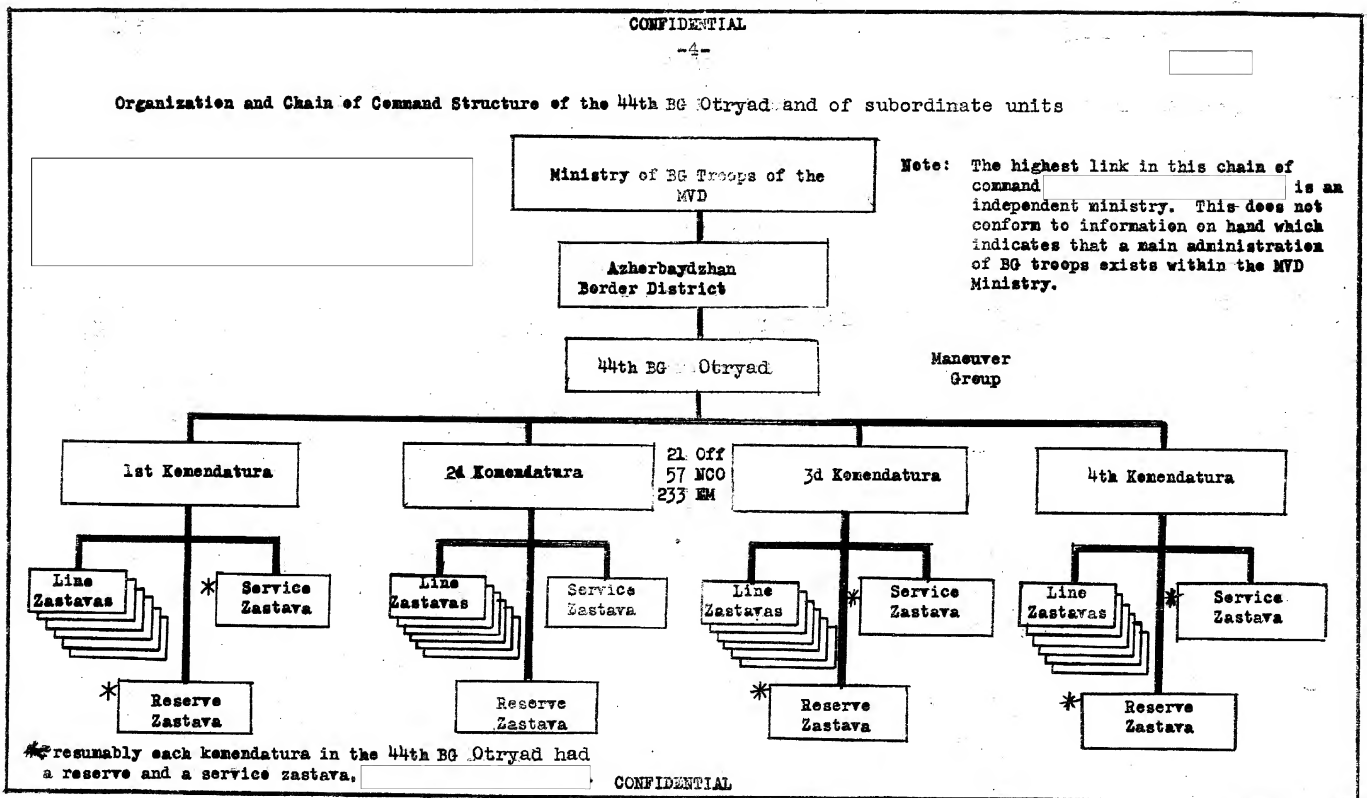 CONFIDENTIAL
-4-
Organization and Chain of Command Structure of the 44th BG Otryad and of subordinate units
Ministry of BG Troops of the
MVD
Note: The highest link in this chain of
command is an
independent ministry. This does not
conform to information on hand which
indicates that a main administration
of BG troops exists within the MVD
Ministry.
Azherbaydzhan
Border District
44th BG Otryad
Maneuver
Group
1st Komendatura
2d Komendatura
21 Off
57 NCO
233 EM
3d Komendatura
4th Komendatura
Line
Zastavas
* Service
Zastava
Line
Zastavas
Service
Zastava
Line
Zastavas
* Service
Zastava
Line
Zastavas
* Service
Zastava
* Reserve
Zastava
Reserve
Zastava
* Reserve
Zastava
* Reserve
Zastava
* resumably each komendatura in the 44th BG Otryad had
a reserve and a service zastava.
CONFIDENTIAL